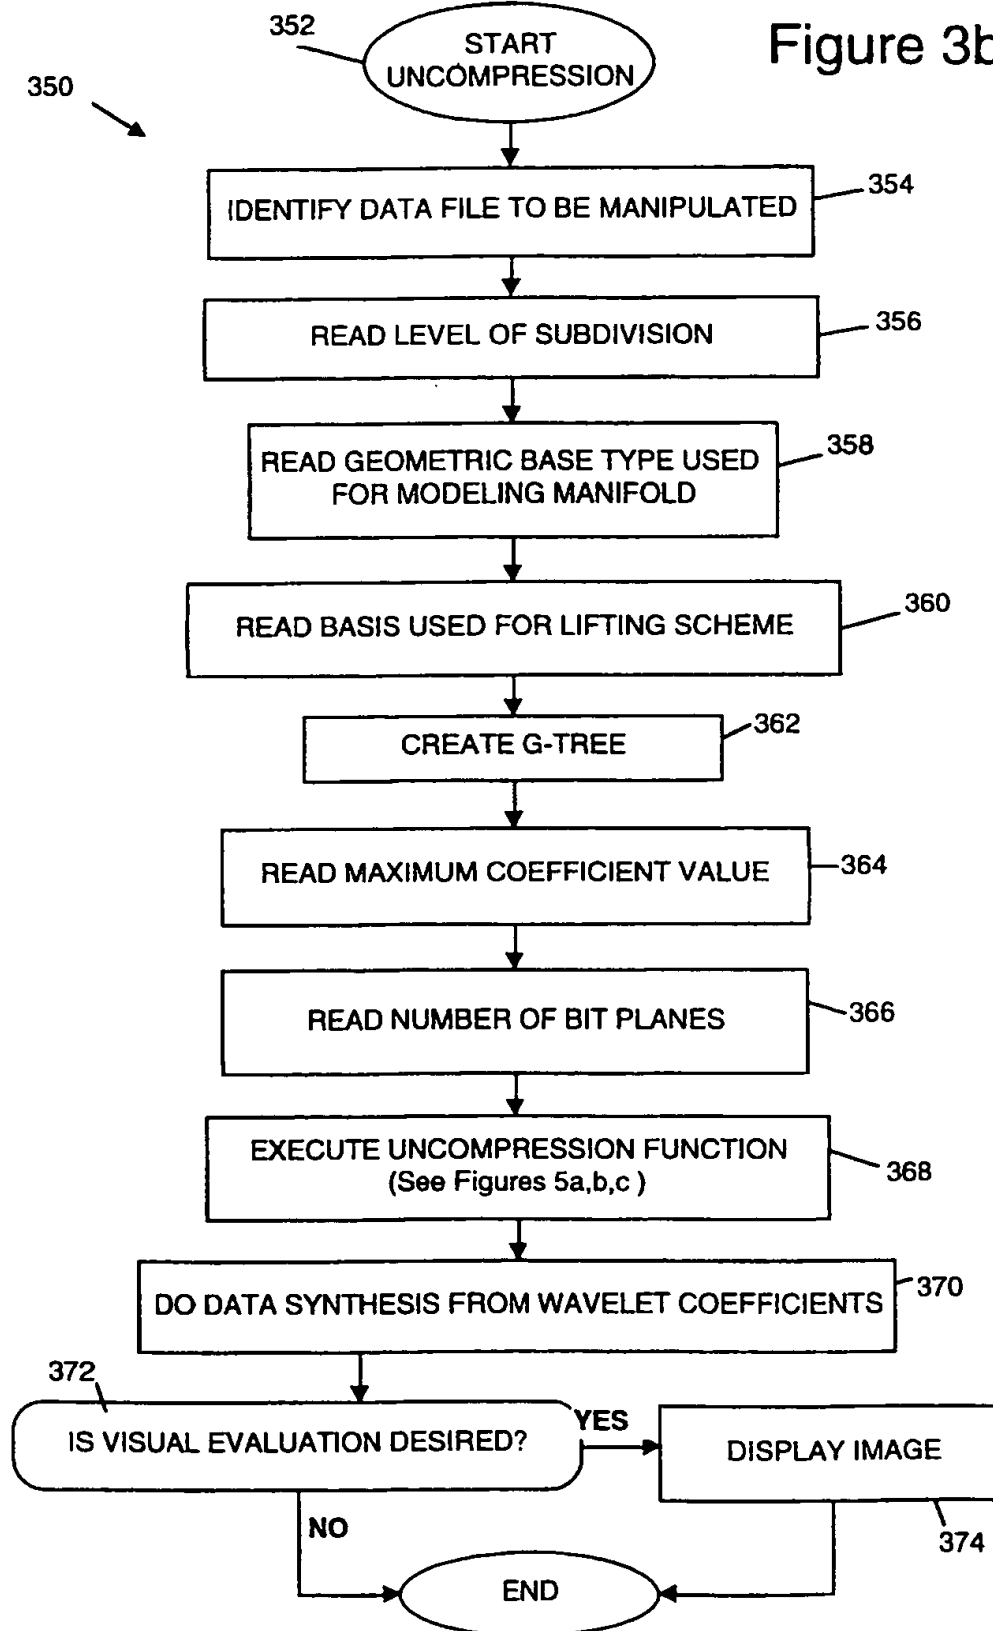 Figure 3b
352
START
UNCOMPRESSION
350
IDENTIFY DATA FILE TO BE MANIPULATED
354
READ LEVEL OF SUBDIVISION
356
READ GEOMETRIC BASE TYPE USED
FOR MODELING MANIFOLD
358
READ BASIS USED FOR LIFTING SCHEME
360
CREATE G-TREE
362
READ MAXIMUM COEFFICIENT VALUE
364
READ NUMBER OF BIT PLANES
366
EXECUTE UNCOMPRESSION FUNCTION
(See Figures 5a,b,c )
368
DO DATA SYNTHESIS FROM WAVELET COEFFICIENTS
370
372
IS VISUAL EVALUATION DESIRED?
YES
DISPLAY IMAGE
374
NO
END